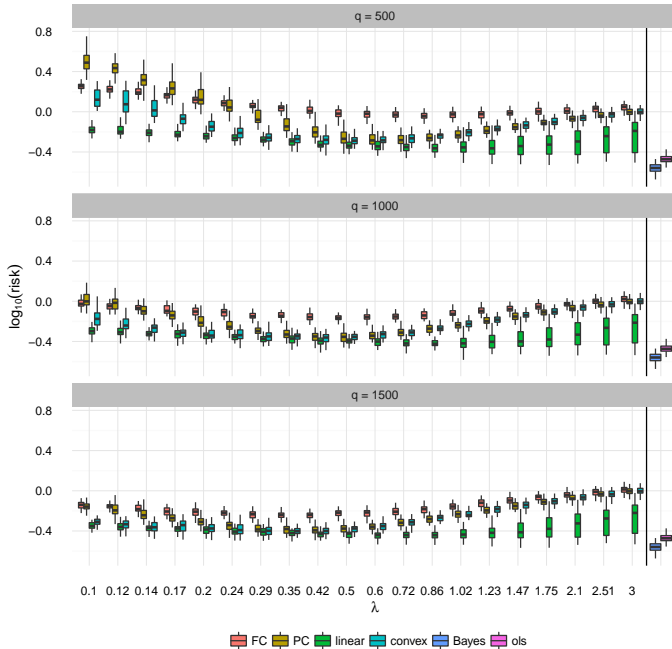 q = 500
0.8
0.4
0.0
−0.4
q = 1000
0.8
0.4
0.0
−0.4
log10(risk)
q = 1500
0.8
0.4
0.0
−0.4
0.1 0.12 0.14 0.17 0.2 0.24 0.29 0.35 0.42 0.5 0.6 0.72 0.86 1.02 1.23 1.47 1.75 2.1 2.51 3
λ
FC PC linear convex Bayes ols